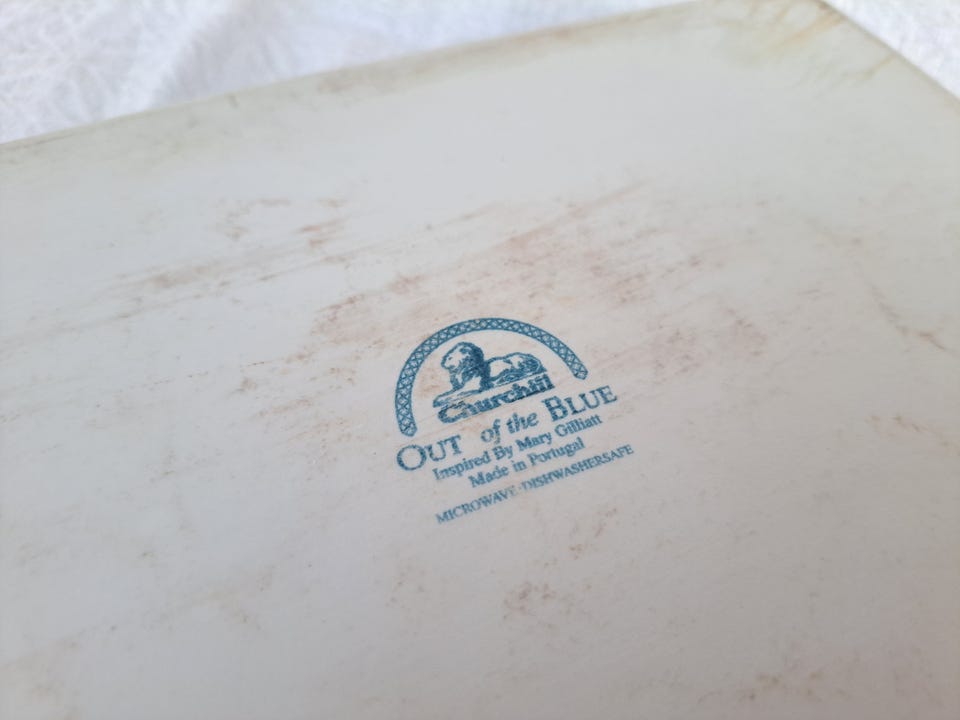 Churchill
OUT of the BLUE
Inspired By Mary Gilliatt
Made in Portugal
MICROWAVE·DISHWASHERSAFE